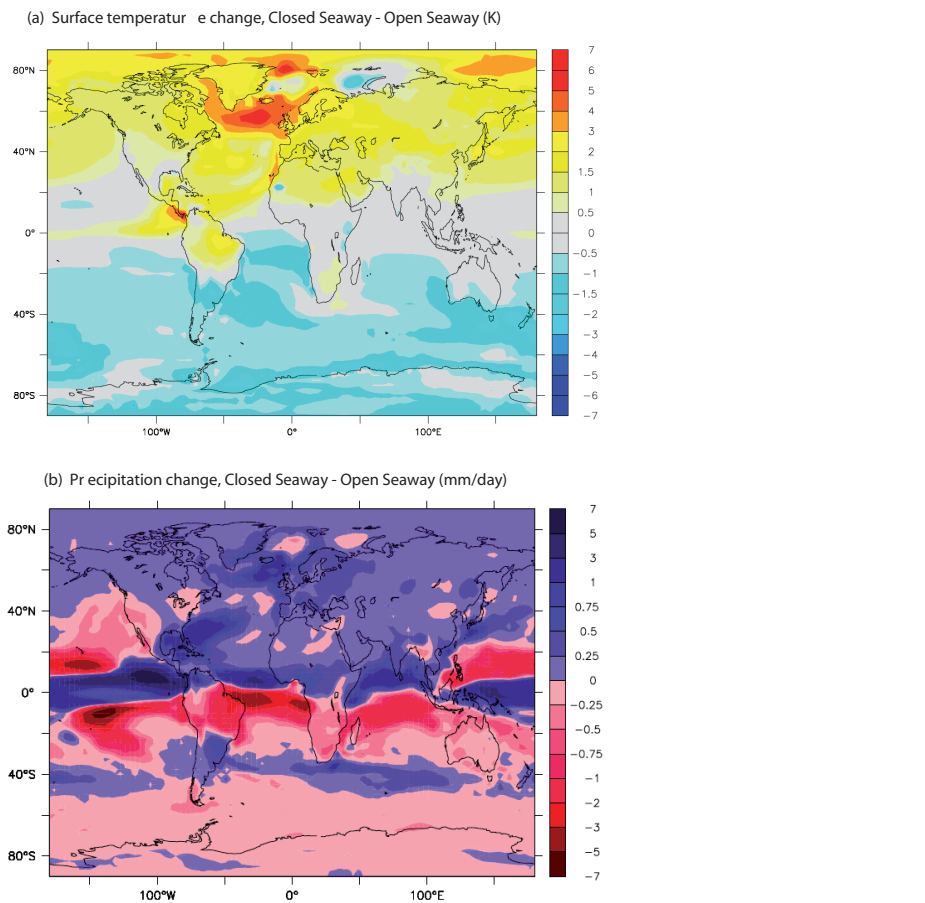 (a) Surface temperatur e change, Closed Seaway - Open Seaway (K)
80°N
40°N
0°
40°S
80°S
100°W
0°
100°E
7
6
5
4
3
2
1.5
1
0.5
0
−0.5
−1
−1.5
−2
−3
−4
−5
−6
−7
(b) Pr ecipitation change, Closed Seaway - Open Seaway (mm/day)
80°N
40°N
0°
40°S
80°S
100°W
0°
100°E
7
5
3
1
0.75
0.5
0.25
0
−0.25
−0.5
−0.75
−1
−2
−3
−5
−7